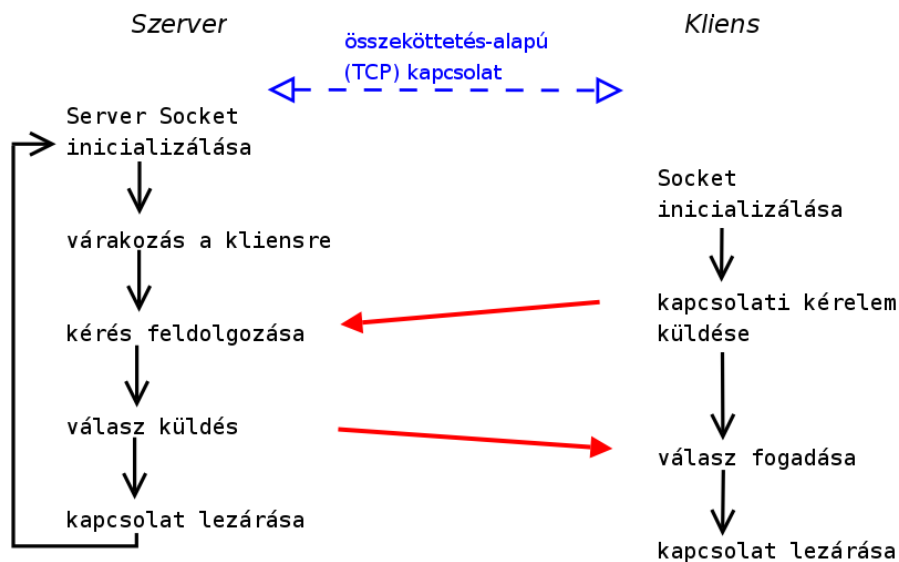 Szerver
Kliens
összeköttetés-alapú
(TCP) kapcsolat
Server Socket
inicializálása
várakozás a kliensre
kérés feldolgozása
válasz küldés
kapcsolat lezárása
Socket
inicializálása
kapcsolati kérelem
küldése
válasz fogadása
kapcsolat lezárása